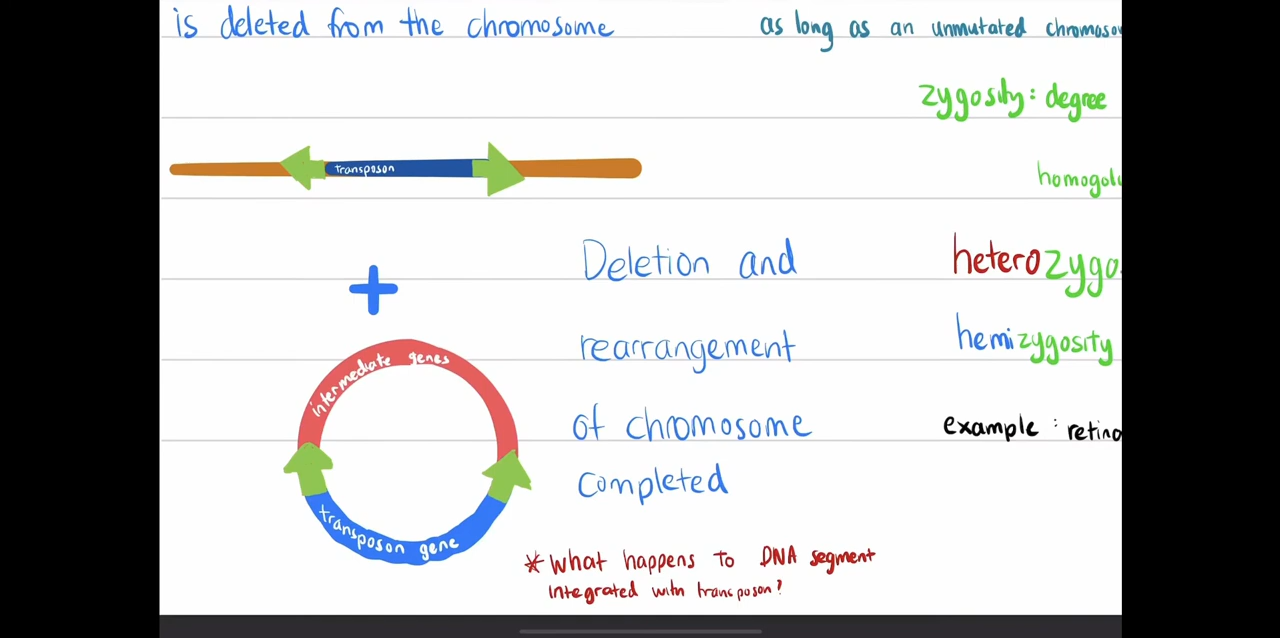 is deleted from the chromosome
as long as an unmutated
zygosity: degree
transposon
Deletion and
rearrangement
of chromosome
completed
hemizygosity
example :
intermediate genes
transposon gene
*What happens to DNA segment
integrated with transposon?